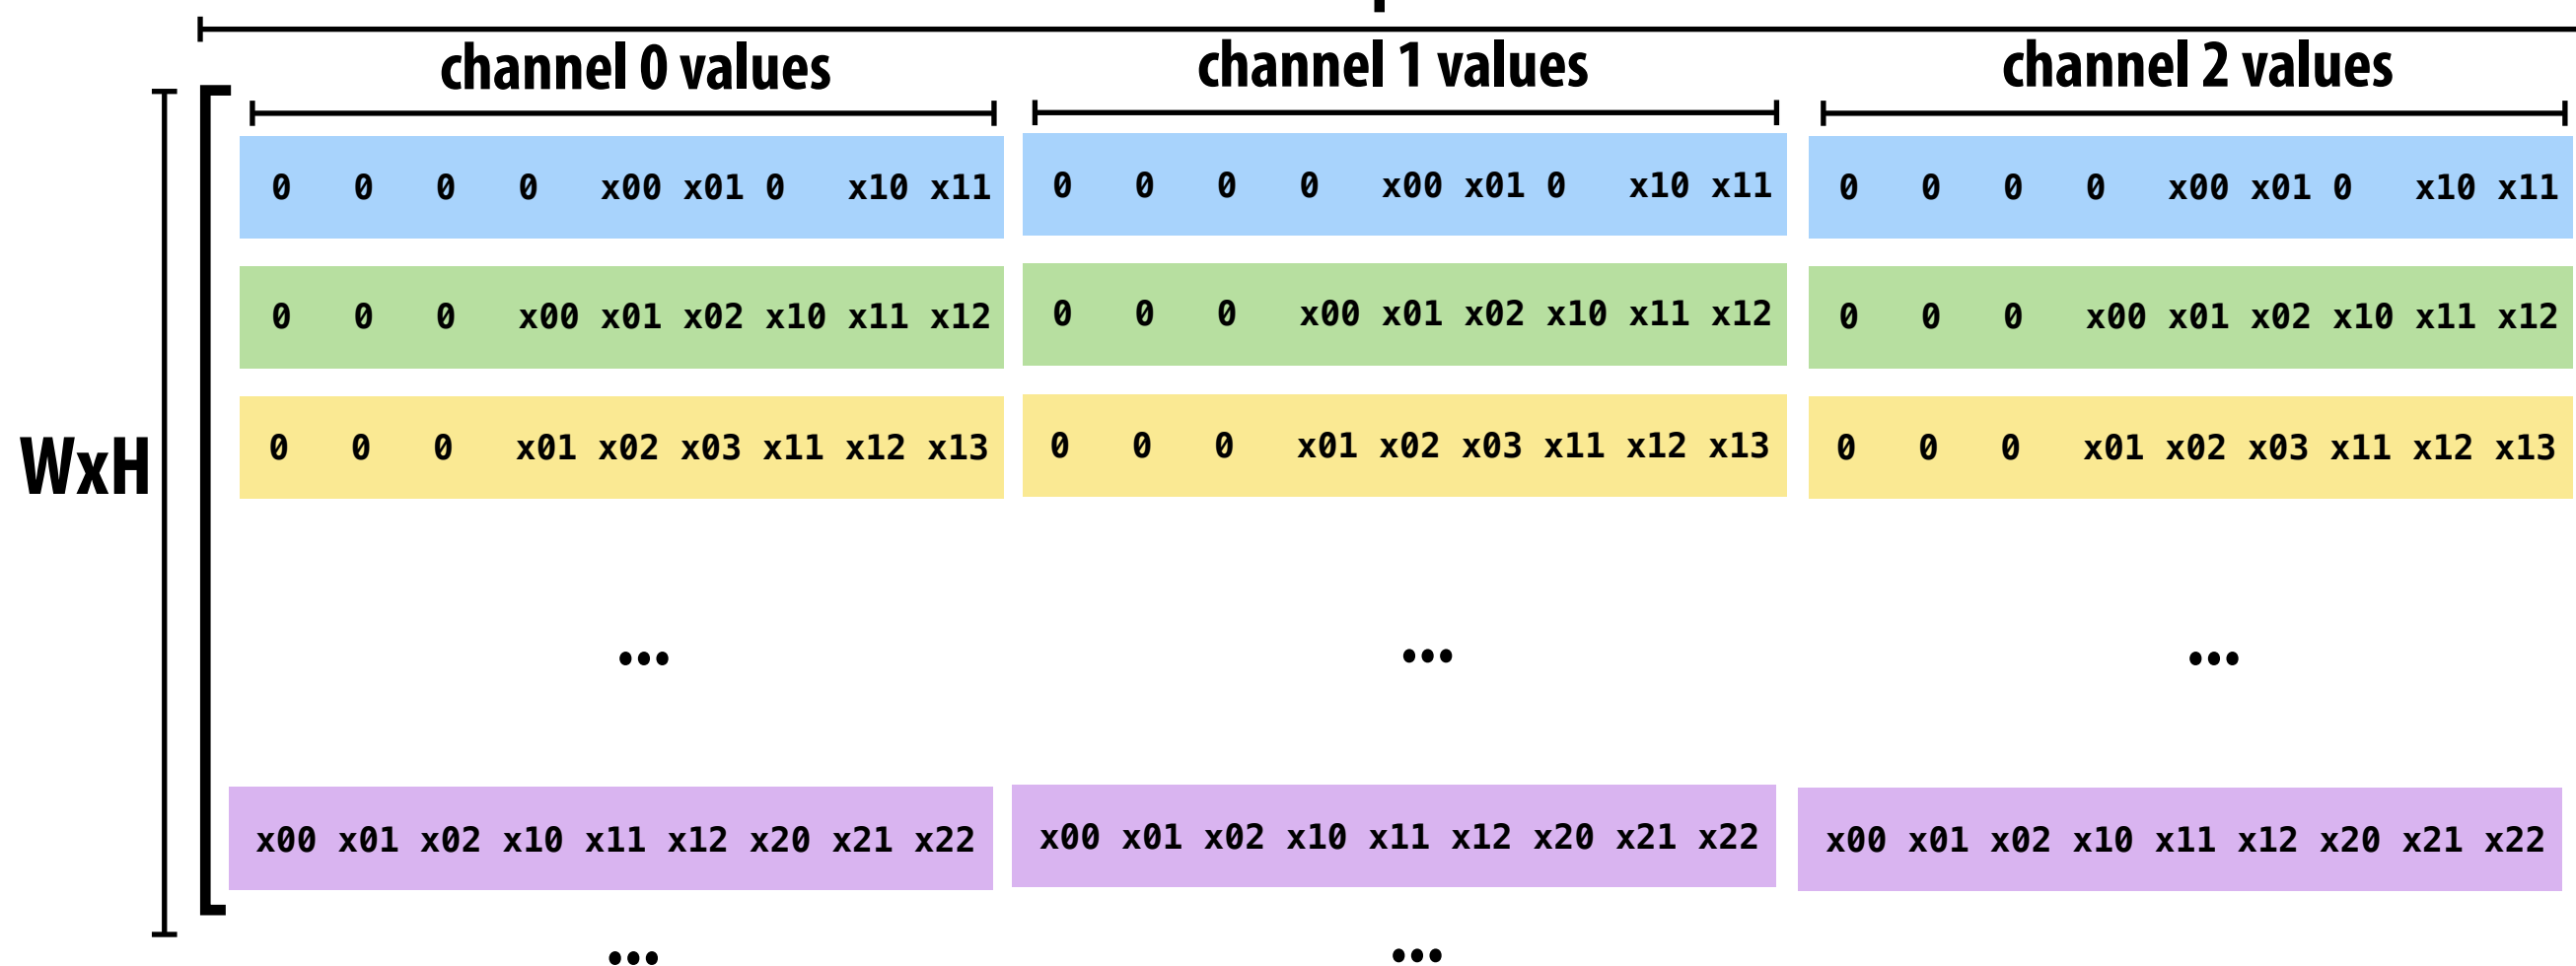 channel 0 values channel 1 values channel 2 values
0 0 0 0 x00 x01 0 x10 x11 0 0 0 0 x00 x01 0 x10 x11 0 0 0 0 x00 x01 0 x10 x11
0 0 0 x00 x01 x02 x10 x11 x12 0 0 0 x00 x01 x02 x10 x11 x12 0 0 0 x00 x01 x02 x10 x11 x12
WxH 0 0 0 x01 x02 x03 x11 x12 x13 0 0 0 x01 x02 x03 x11 x12 x13 0 0 0 x01 x02 x03 x11 x12 x13
... ... ...
x00 x01 x02 x10 x11 x12 x20 x21 x22 x00 x01 x02 x10 x11 x12 x20 x21 x22 x00 x01 x02 x10 x11 x12 x20 x21 x22
... ...